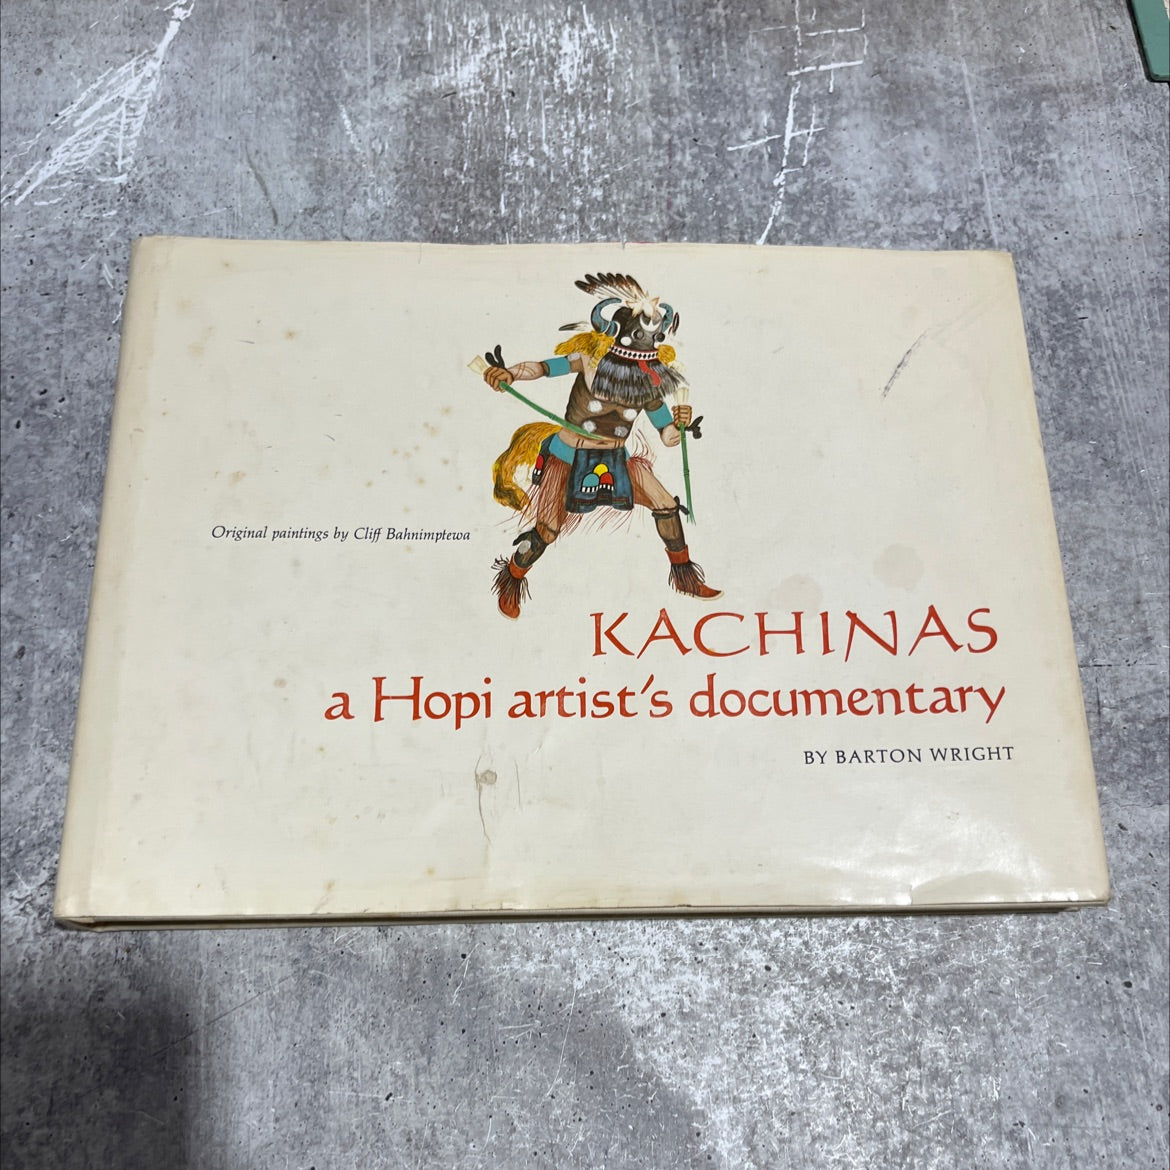 Original paintings by Cliff Bahnimptewa
KACHINAS
a Hopi artist's documentary
BY BARTON WRIGHT